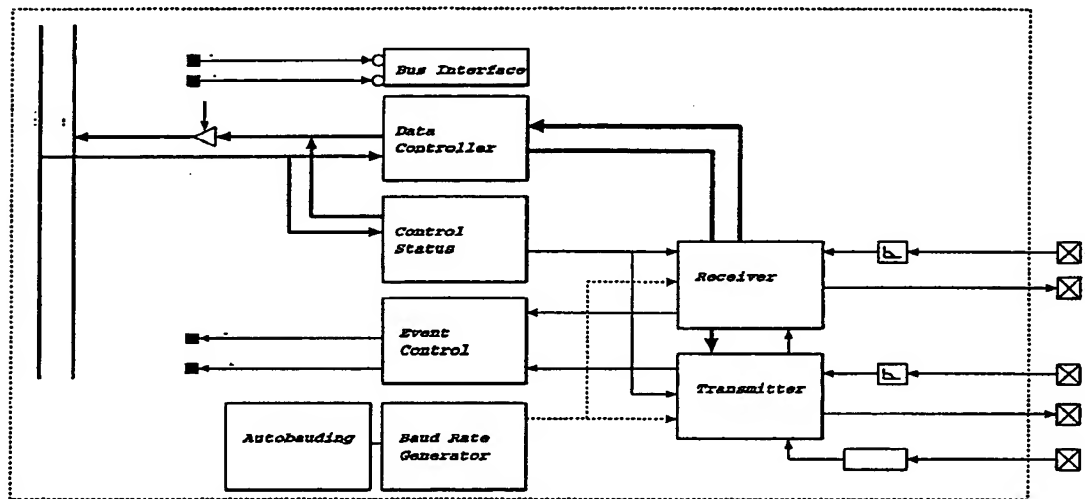 Bus Interface
Data
Controller
Control
Status
Receiver
Event
Control
Transmitter
Autobauding
Baud Rate
Generator